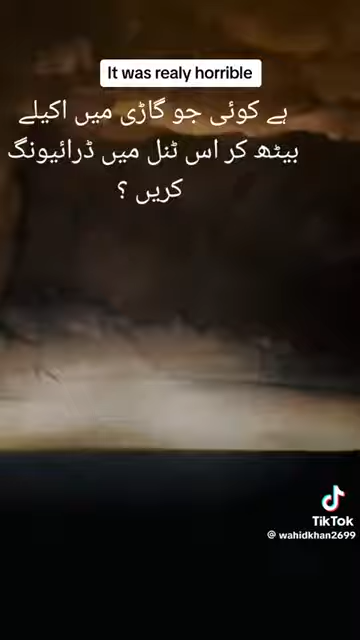 It was realy horrible
ہے کوئی جو گاڑی میں اکیلے
بیٹھ کر اس ٹنل میں ڈرائیونگ
کریں ؟
TikTok
@ wahidkhan2699